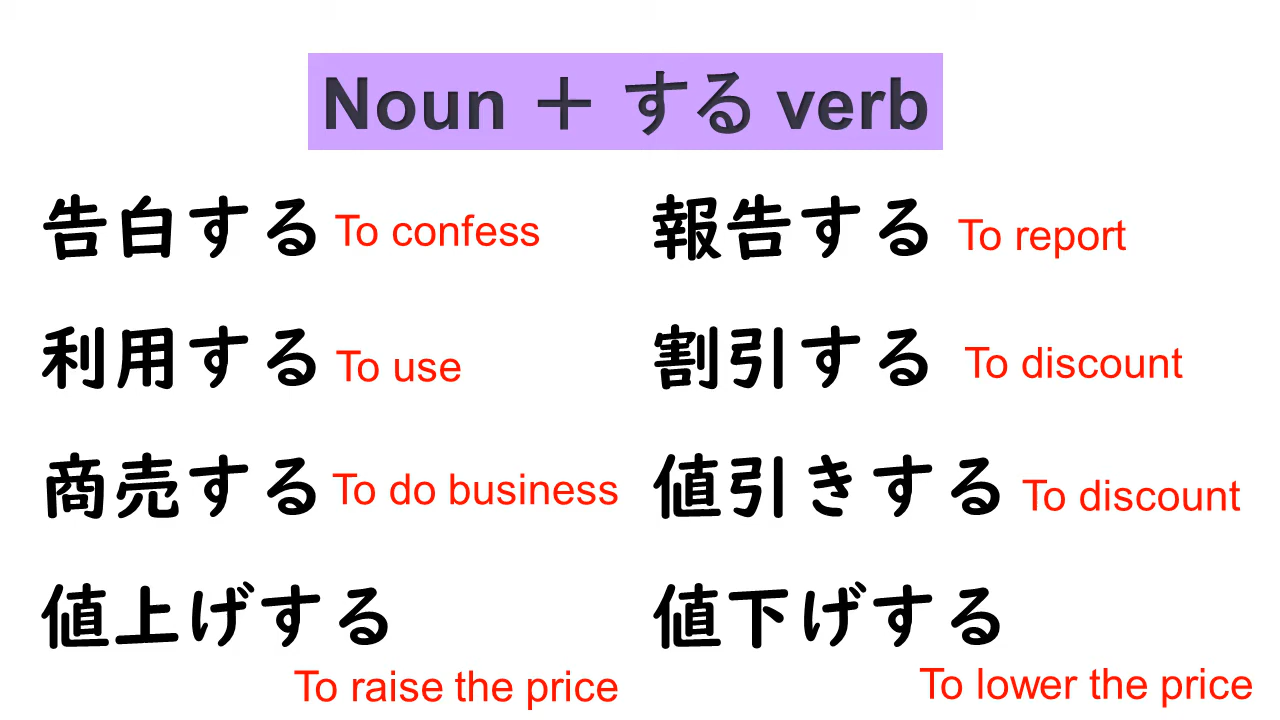 Noun ＋ する verb
告白する To confess
報告する To report
利用する To use
割引する To discount
商売する To do business
値引きする To discount
値上げする
To raise the price
値下げする
To lower the price